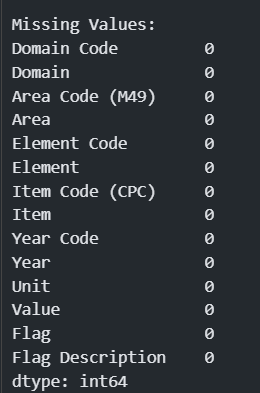 Missing Values:
Domain Code 0
Domain 0
Area Code (M49) 0
Area 0
Element Code 0
Element 0
Item Code (CPC) 0
Item 0
Year Code 0
Year 0
Unit 0
Value 0
Flag 0
Flag Description 0
dtype: int64